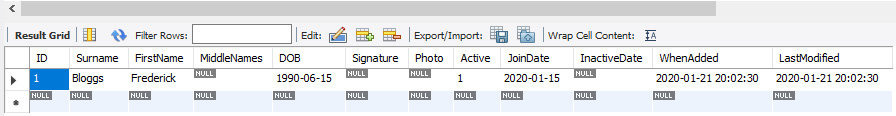 Result Grid Filter Rows: Edit: Export/Import: Wrap Cell Content: IA
ID Surname FirstName MiddleNames DOB Signature Photo Active JoinDate InactiveDate WhenAdded LastModified
1 Bloggs Frederick NULL 1990-06-15 NULL NULL 1 2020-01-15 NULL 2020-01-21 20:02:30 2020-01-21 20:02:30
NULL NULL NULL NULL NULL NULL NULL NULL NULL NULL NULL NULL